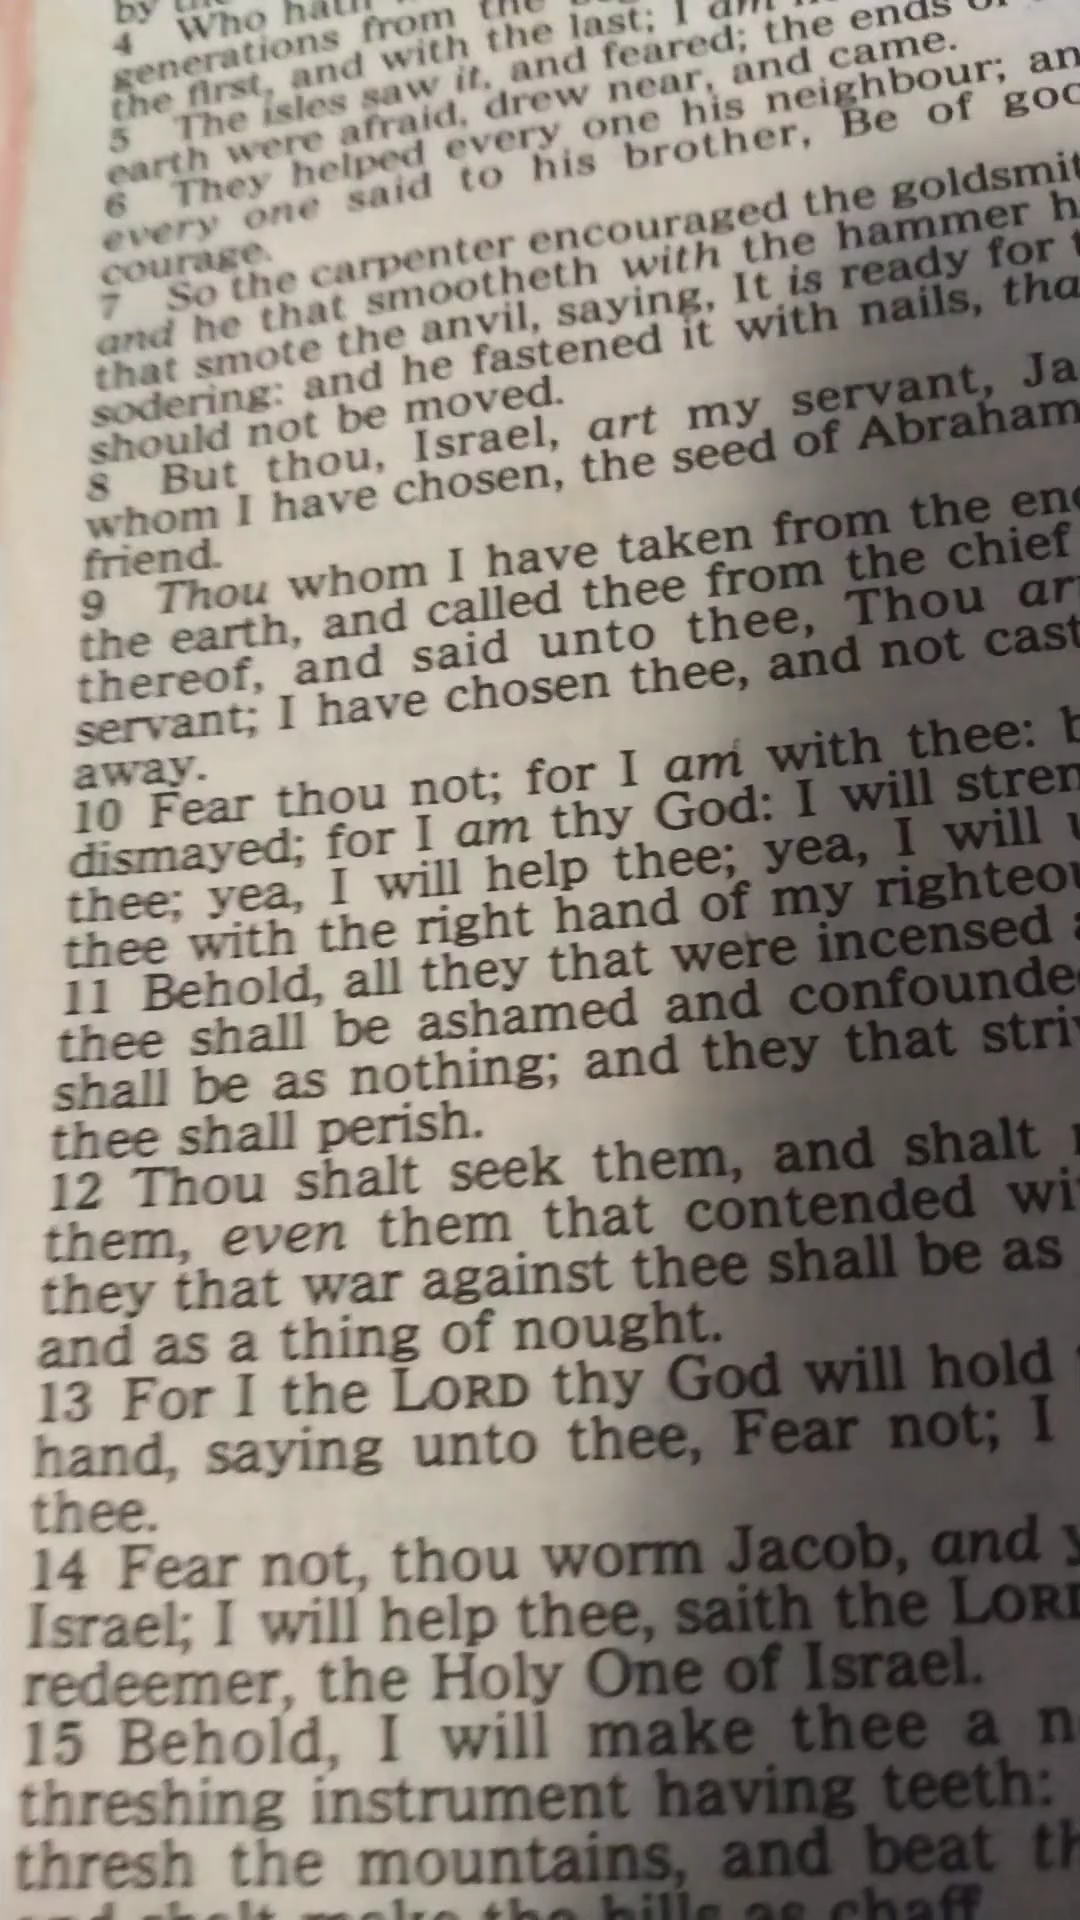 by the
4 Who hath
generations from the
the first, and with the last; I am
5 The isles saw it, and feared; the ends of
earth were afraid, drew near, and came.
6 They helped every one his neighbour; an
every one said to his brother, Be of goo
courage.
7 So the carpenter encouraged the goldsmit
and he that smootheth with the hammer h
that smote the anvil, saying, It is ready for t
sodering: and he fastened it with nails, tha
should not be moved.
8 But thou, Israel, art my servant, Ja
whom I have chosen, the seed of Abraham
friend.
9 Thou whom I have taken from the end
the earth, and called thee from the chief
thereof, and said unto thee, Thou ar
servant; I have chosen thee, and not cast
away.
10 Fear thou not; for I am with thee: b
dismayed; for I am thy God: I will stren
thee; yea, I will help thee; yea, I will u
thee with the right hand of my righteou
11 Behold, all they that were incensed a
thee shall be ashamed and confounde
shall be as nothing; and they that striv
thee shall perish.
12 Thou shalt seek them, and shalt
them, even them that contended wi
they that war against thee shall be as
and as a thing of nought.
13 For I the LORD thy God will hold
hand, saying unto thee, Fear not; I
thee.
14 Fear not, thou worm Jacob, and y
Israel; I will help thee, saith the LORD
redeemer, the Holy One of Israel.
15 Behold, I will make thee a n
threshing instrument having teeth:
thresh the mountains, and beat th
shalt make the hills as chaff